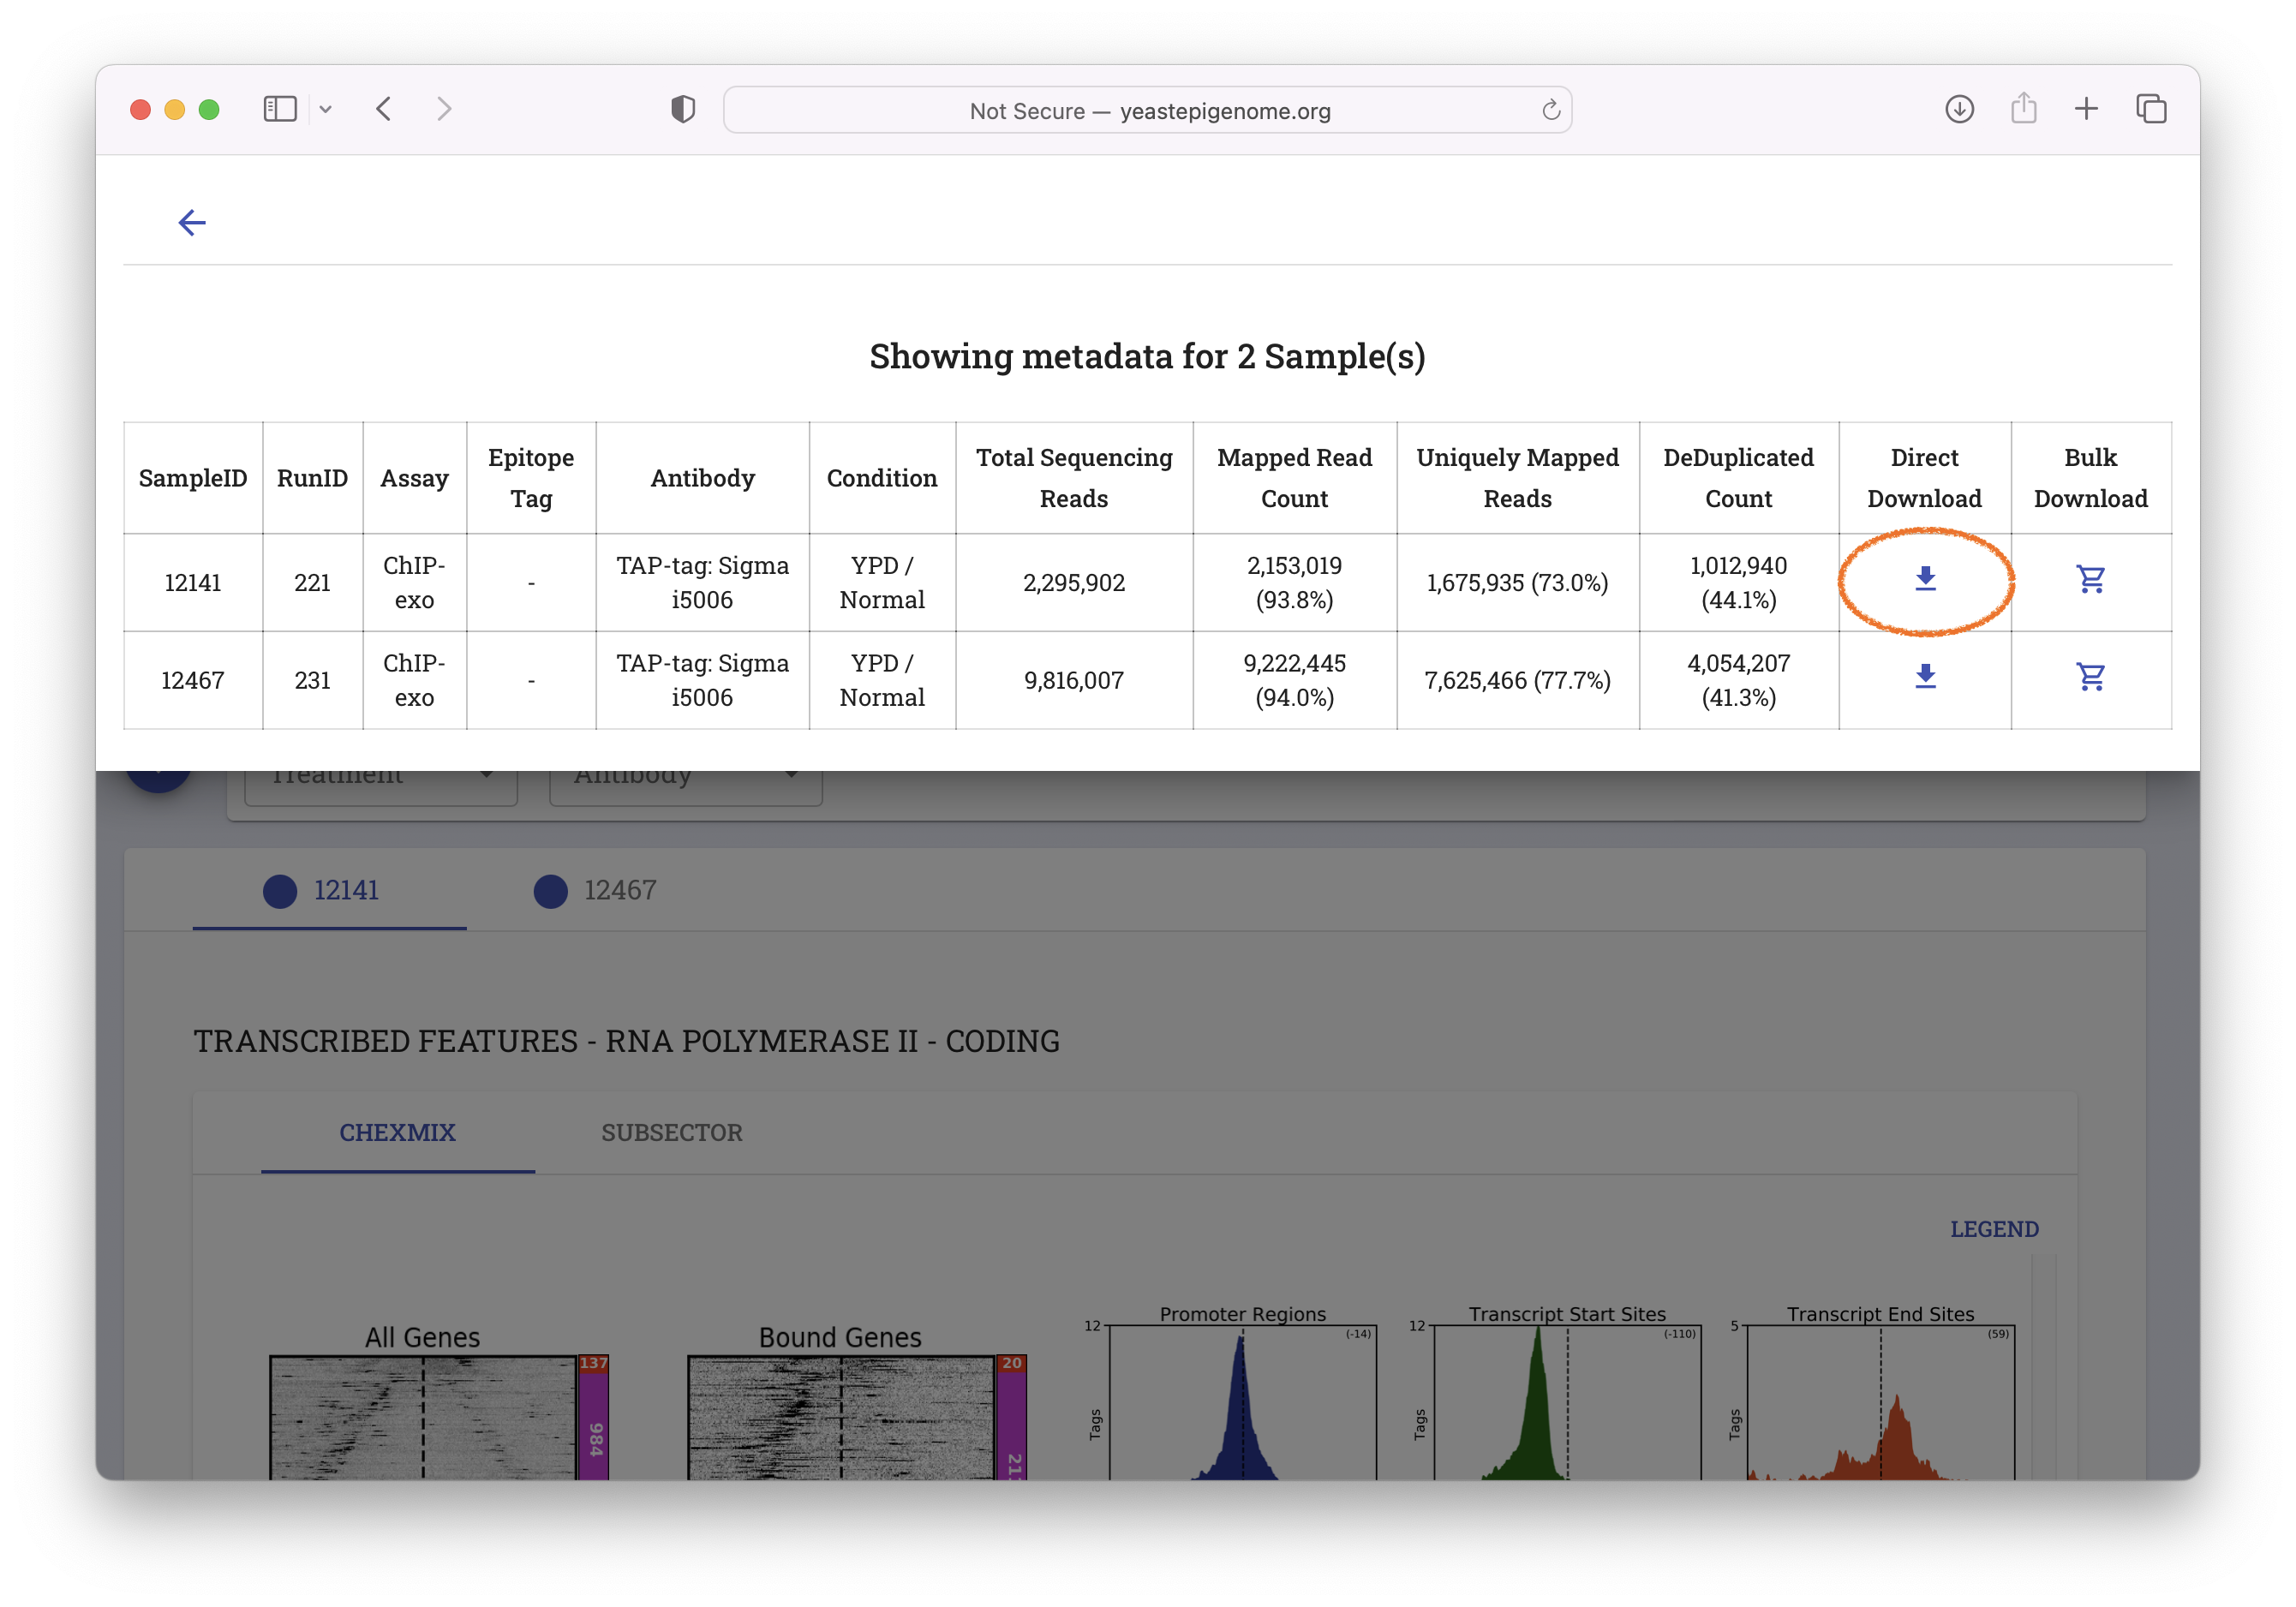 Not Secure — yeastepigenome.org
Showing metadata for 2 Sample(s)
SampleID RunID Assay Epitope Tag Antibody Condition Total Sequencing Reads Mapped Read Count Uniquely Mapped Reads DeDuplicated Count Direct Download Bulk Download
12141 221 ChIP-exo - TAP-tag: Sigma i5006 YPD / Normal 2,295,902 2,153,019 (93.8%) 1,675,935 (73.0%) 1,012,940 (44.1%)
12467 231 ChIP-exo - TAP-tag: Sigma i5006 YPD / Normal 9,816,007 9,222,445 (94.0%) 7,625,466 (77.7%) 4,054,207 (41.3%)
Treatment Antibody
12141 12467
TRANSCRIBED FEATURES - RNA POLYMERASE II - CODING
CHEXMIX SUBSECTOR
LEGEND
All Genes
137
984
Bound Genes
20
Promoter Regions
12
(-14)
Tags
Transcript Start Sites
12
(-110)
Tags
Transcript End Sites
5
(59)
Tags